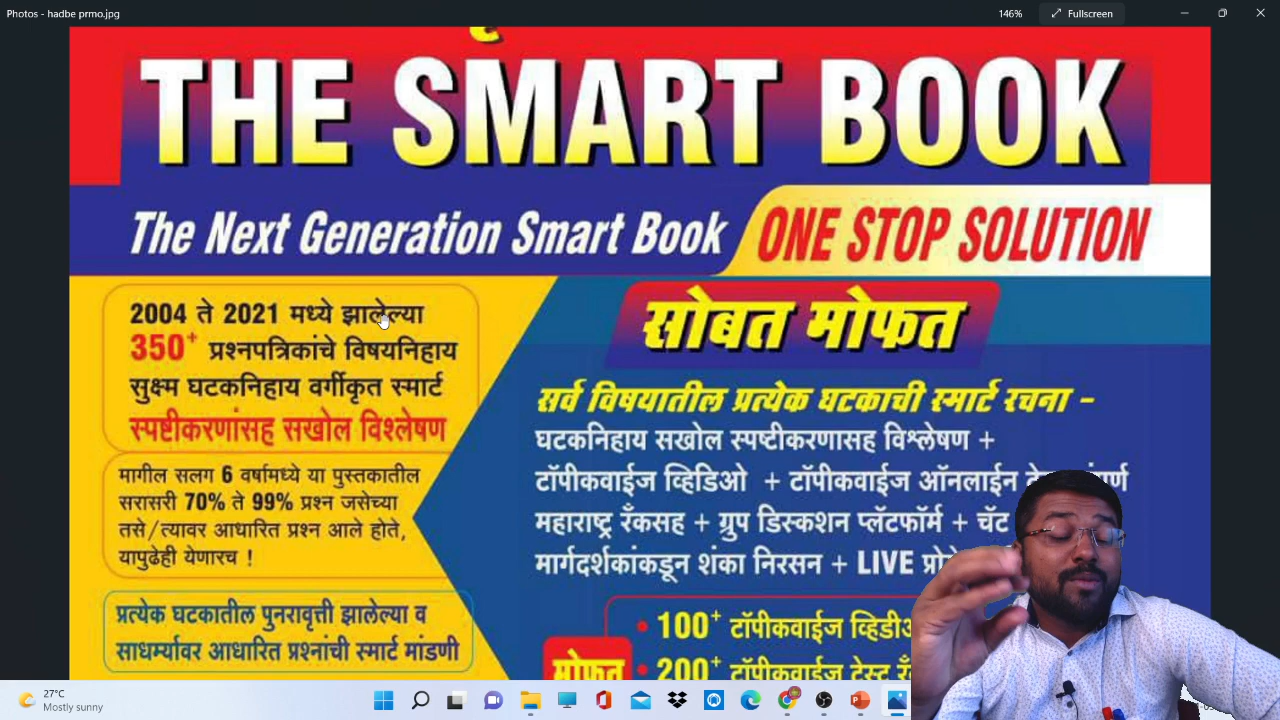 Photos - hadbe prmo.jpg
146%
Fullscreen
THE SMART BOOK
The Next Generation Smart Book
ONE STOP SOLUTION
2004 ते 2021 मध्ये झालेल्या
350+ प्रश्नपत्रिकांचे विषयनिहाय
सुक्ष्म घटकनिहाय वर्गीकृत स्मार्ट
स्पष्टीकरणांसह सखोल विश्लेषण
मागील सलग 6 वर्षामध्ये या पुस्तकातील
सरासरी 70% ते 99% प्रश्न जसेच्या
तसे/त्यावर आधारित प्रश्न आले होते,
यापुढेही येणारच !
प्रत्येक घटकातील पुनरावृत्ती झालेल्या व
साधर्म्यावर आधारित प्रश्नांची स्मार्ट मांडणी
सोबत मोफत
सर्व विषयातील प्रत्येक घटकाची स्मार्ट रचना -
घटकनिहाय सखोल स्पष्टीकरणासह विश्लेषण +
टॉपीकवाईज व्हिडिओ + टॉपीकवाईज ऑनलाईन
महाराष्ट्र रँकसह + ग्रुप डिस्कशन प्लॅटफॉर्म + चॅट
मार्गदर्शकांकडून शंका निरसन + LIVE
• 100+ टॉपीकवाईज
मोफत • 200+ टॉपीकवाईज टेस्ट
27°C
Mostly sunny